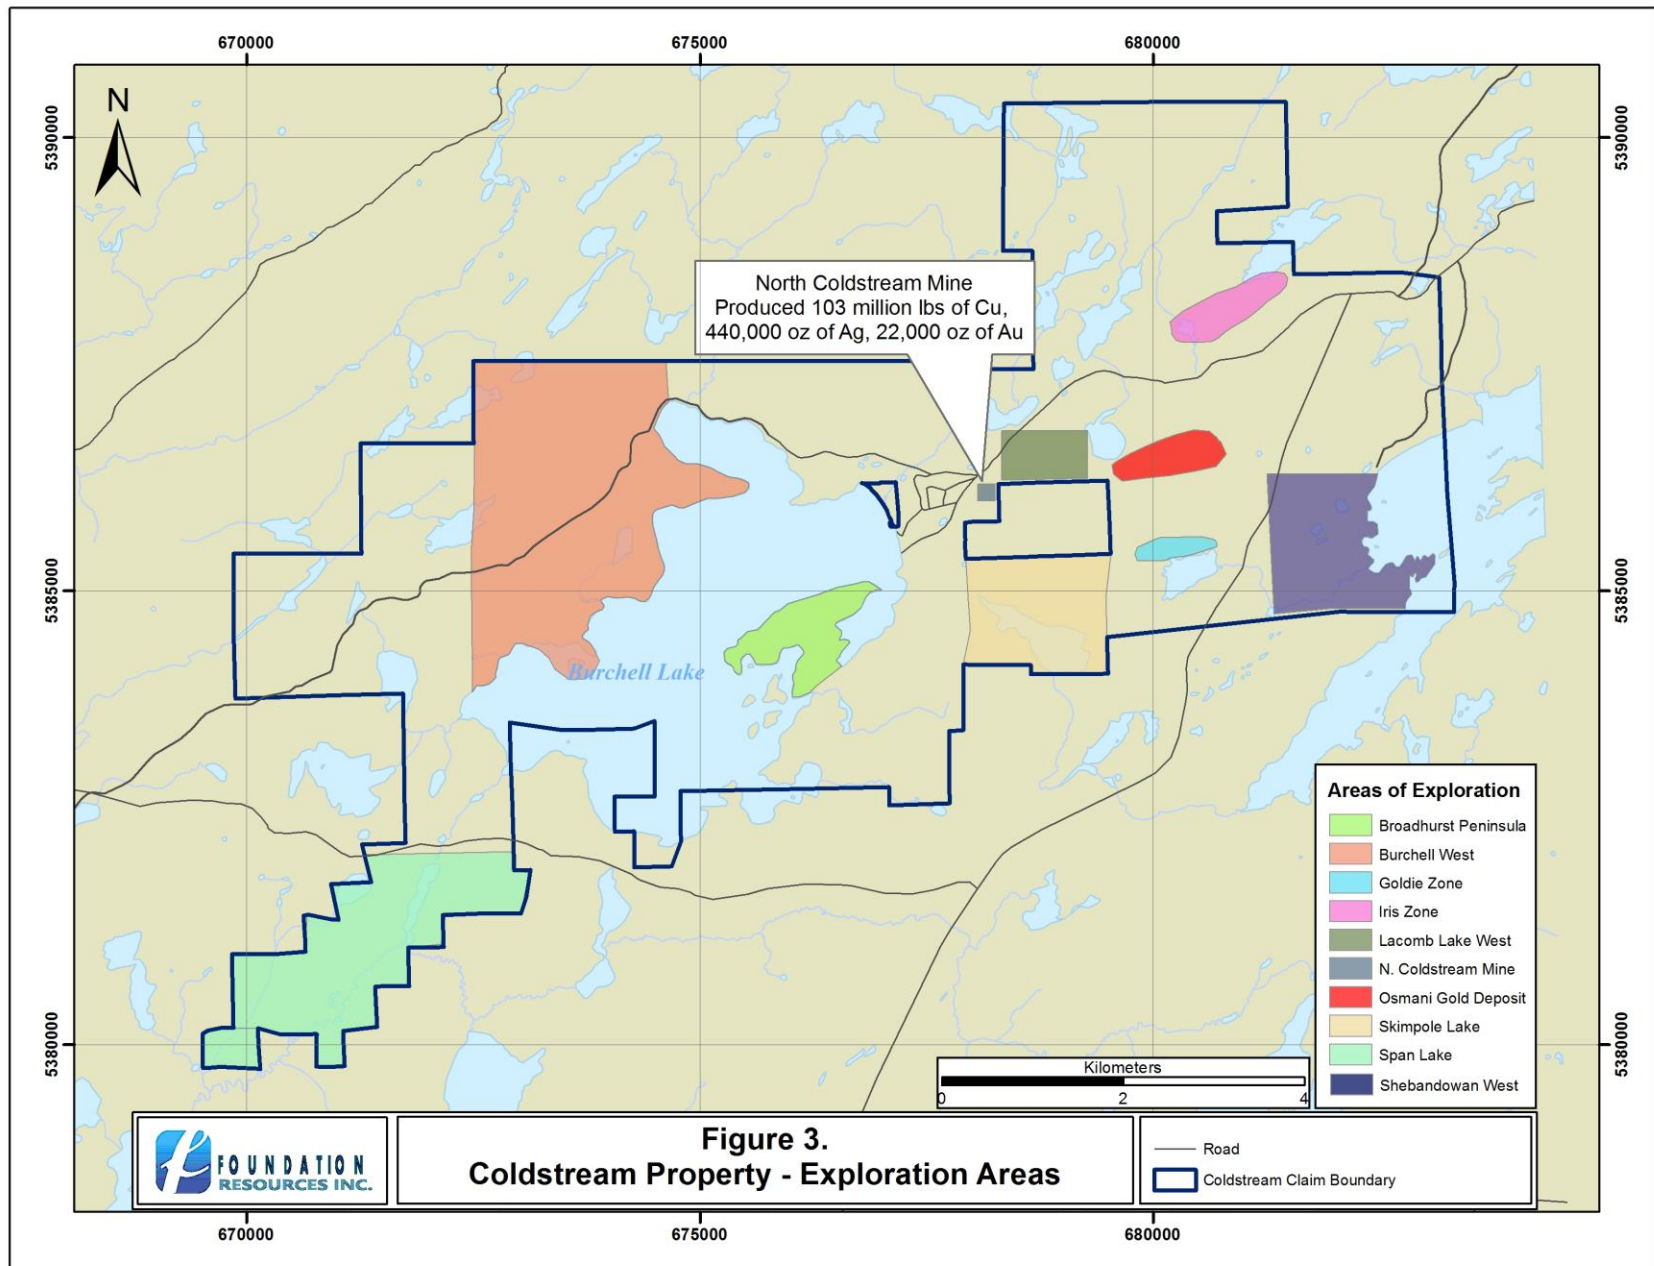 670000
675000
680000
N
5390000
5390000
North Coldstream Mine
Produced 103 million lbs of Cu,
440,000 oz of Ag, 22,000 oz of Au
5385000
5385000
Burchell Lake
Areas of Exploration
Broadhurst Peninsula
Burchell West
Goldie Zone
Iris Zone
Lacomb Lake West
N. Coldstream Mine
Osmani Gold Deposit
Skimpole Lake
Span Lake
Shebandowan West
5380000
5380000
Kilometers
0 2 4
FOUNDATION
RESOURCES INC.
Figure 3.
Coldstream Property - Exploration Areas
Road
Coldstream Claim Boundary
670000
675000
680000